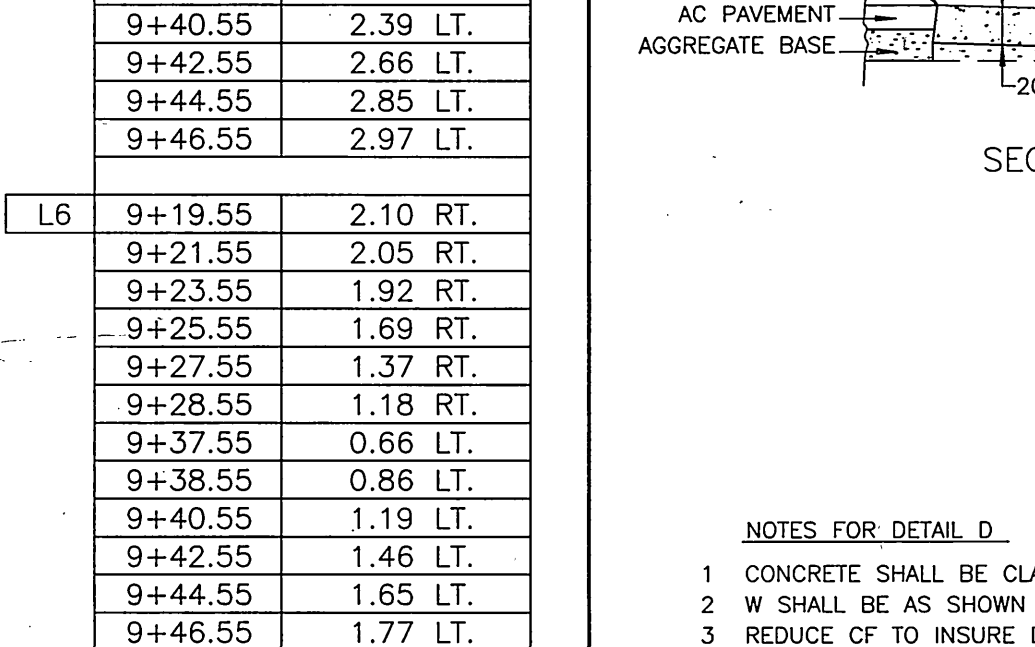 9+40.55 2.39 LT.
9+42.55 2.66 LT.
9+44.55 2.85 LT.
9+46.55 2.97 LT.
L6 9+19.55 2.10 RT.
9+21.55 2.05 RT.
9+23.55 1.92 RT.
9+25.55 1.69 RT.
9+27.55 1.37 RT.
9+28.55 1.18 RT.
9+37.55 0.66 LT.
9+38.55 0.86 LT.
9+40.55 1.19 LT.
9+42.55 1.46 LT.
9+44.55 1.65 LT.
9+46.55 1.77 LT.
AC PAVEMENT
AGGREGATE BASE
NOTES FOR DETAIL D
1 CONCRETE SHALL BE
2 W SHALL BE AS SHOWN
3 REDUCE CF TO INSURE